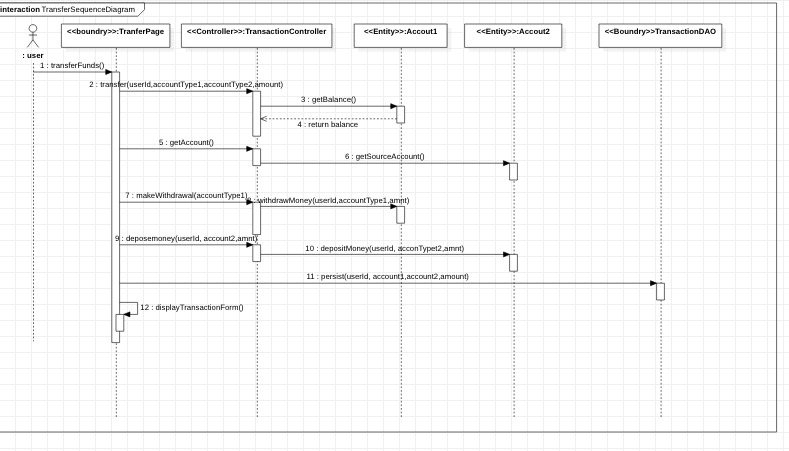 interaction TransferSequenceDiagram
<<boundry>>:TranferPage
<<Controller>>:TransactionController
<<Entity>>:Accout1
<<Entity>>:Accout2
<<Boundry>>TransactionDAO
: user
1 : transferFunds()
2 : transfer(userId,accountType1,accountType2,amount)
3 : getBalance()
4 : return balance
5 : getAccount()
6 : getSourceAccount()
7 : makeWithdrawal(accountType1)
: withdrawMoney(userId,accountType1,amnt)
9 : deposemoney(userId, account2,amnt)
10 : depositMoney(userId, acconTypet2,amnt)
11 : persist(userId, account1,account2,amount)
12 : displayTransactionForm()